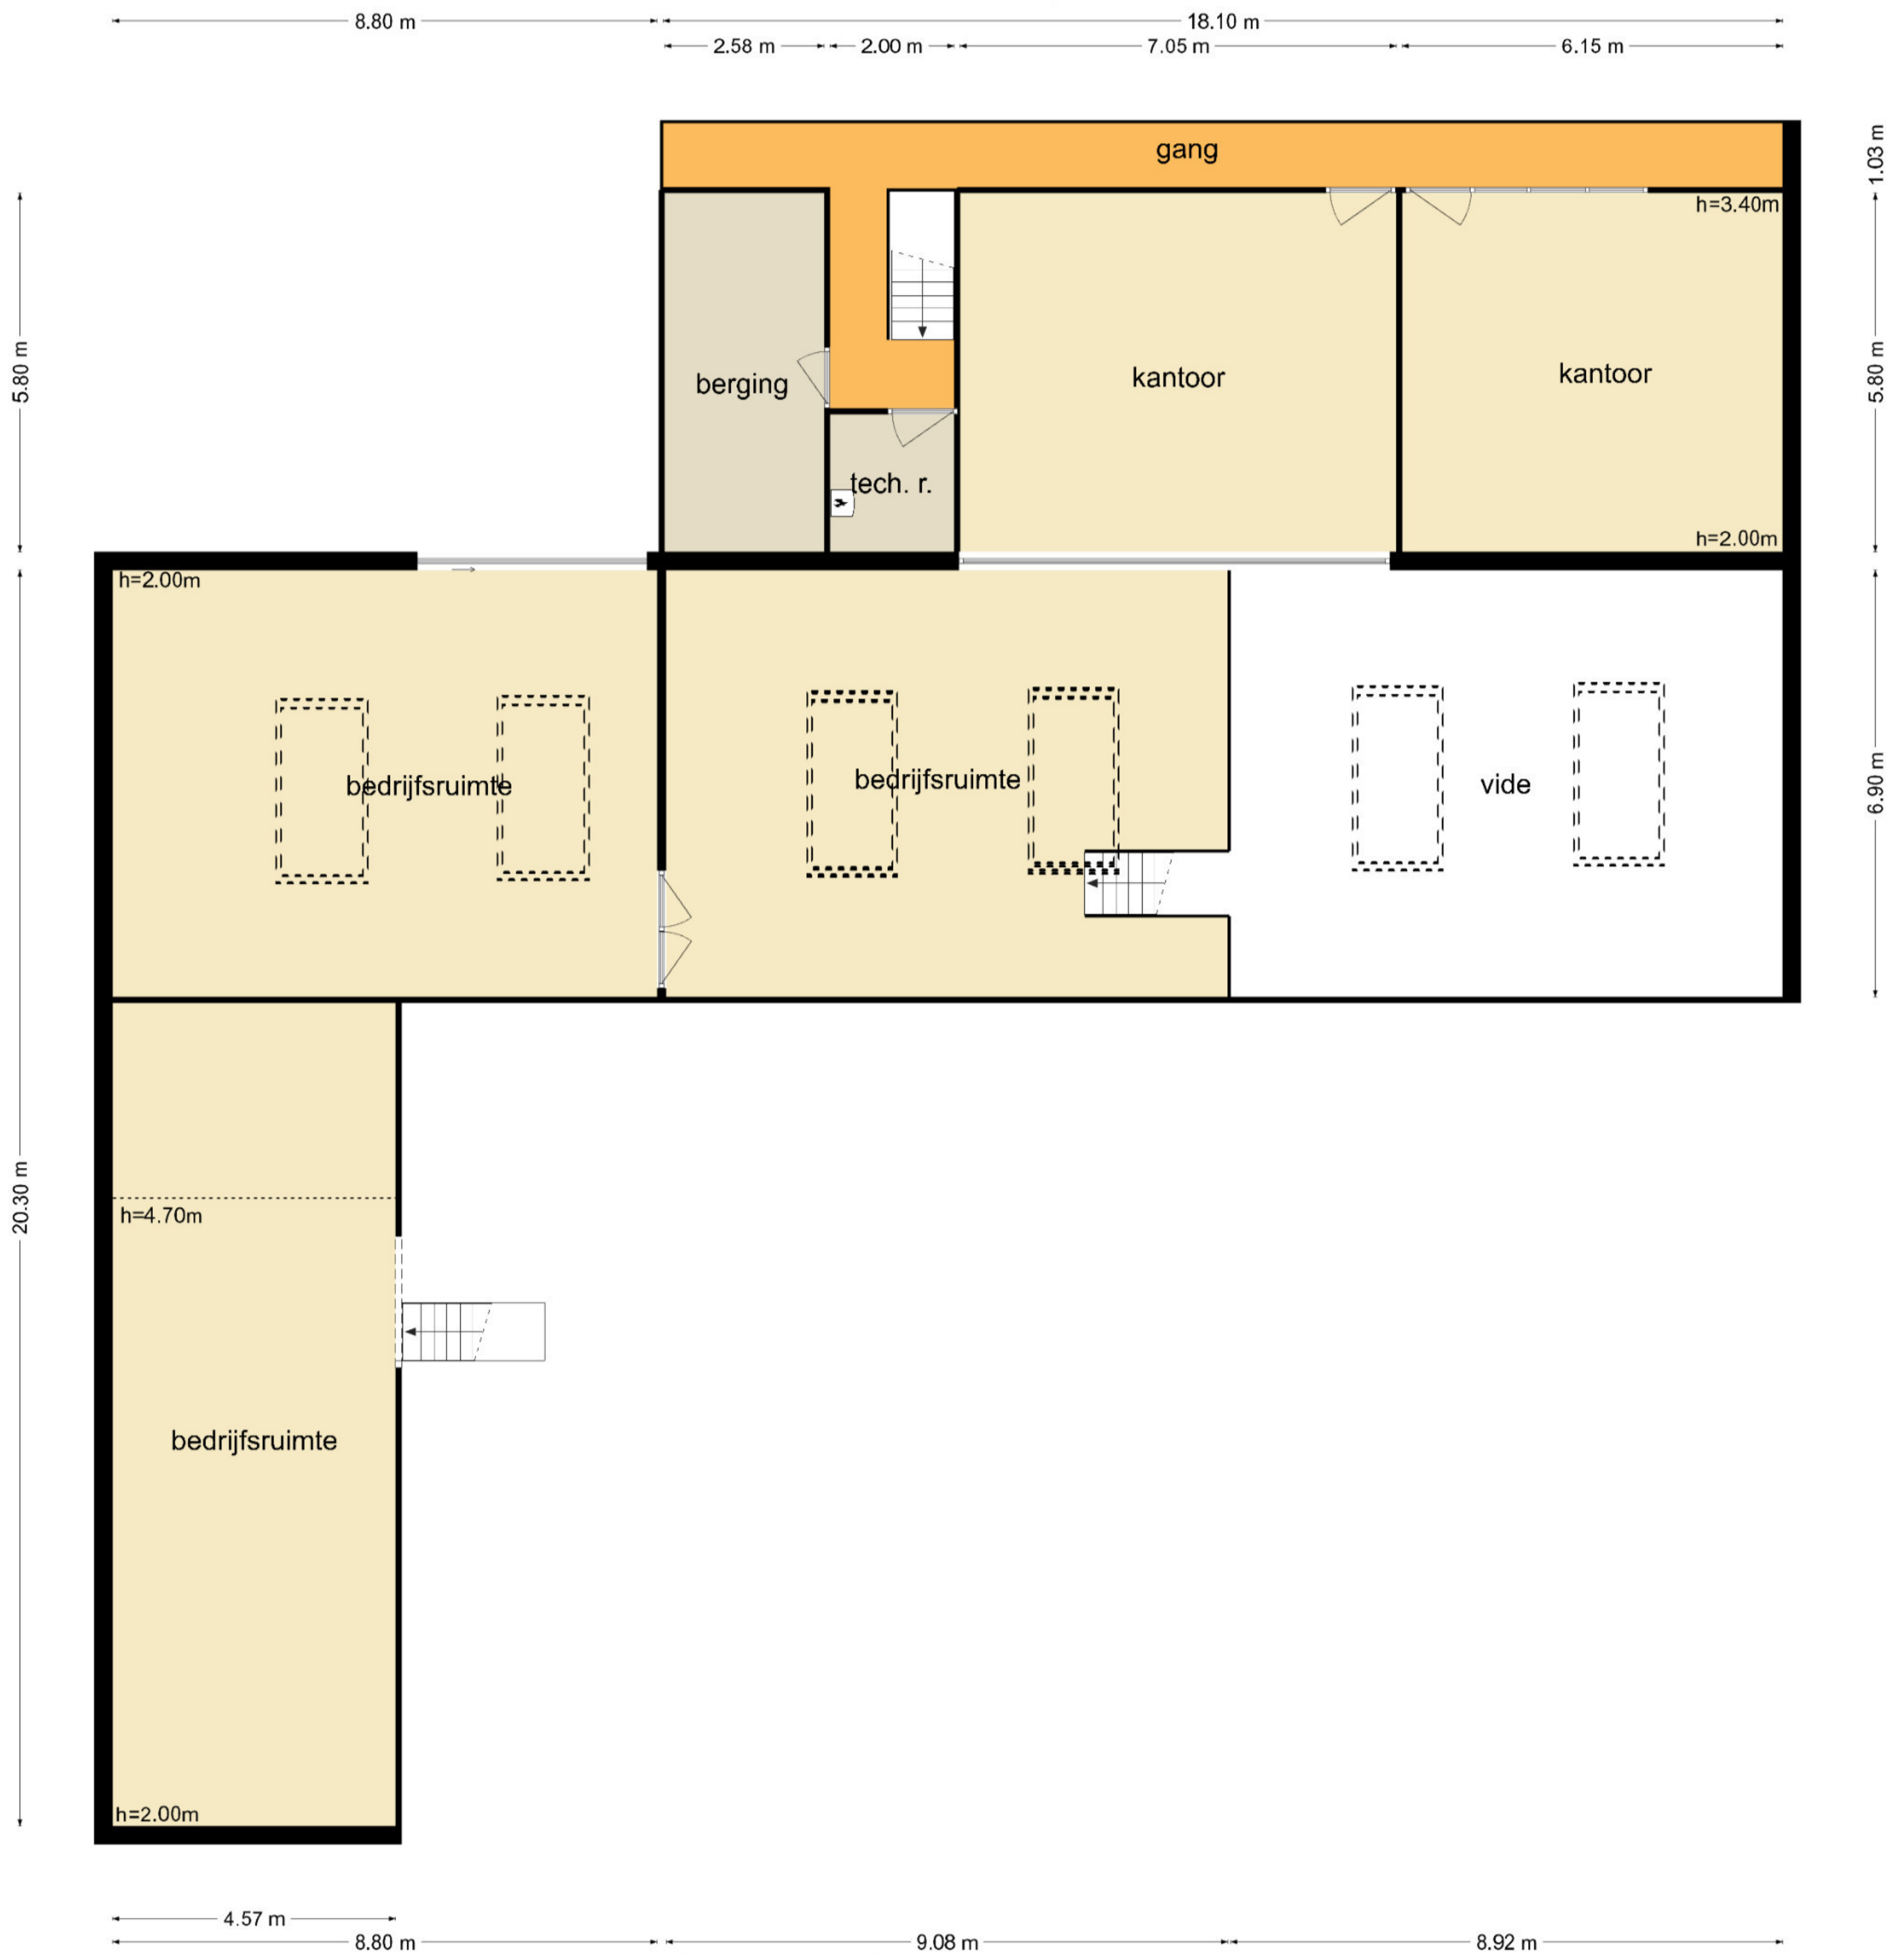 8.80 m
18.10 m
2.58 m
2.00 m
7.05 m
6.15 m
gang
1.03 m
h=3.40m
5.80 m
5.80 m
berging
kantoor
kantoor
tech. r.
h=2.00m
h=2.00m
bedrijfsruimte
bedrijfsruimte
vide
6.90 m
20.30 m
h=4.70m
bedrijfsruimte
h=2.00m
4.57 m
8.80 m
9.08 m
8.92 m